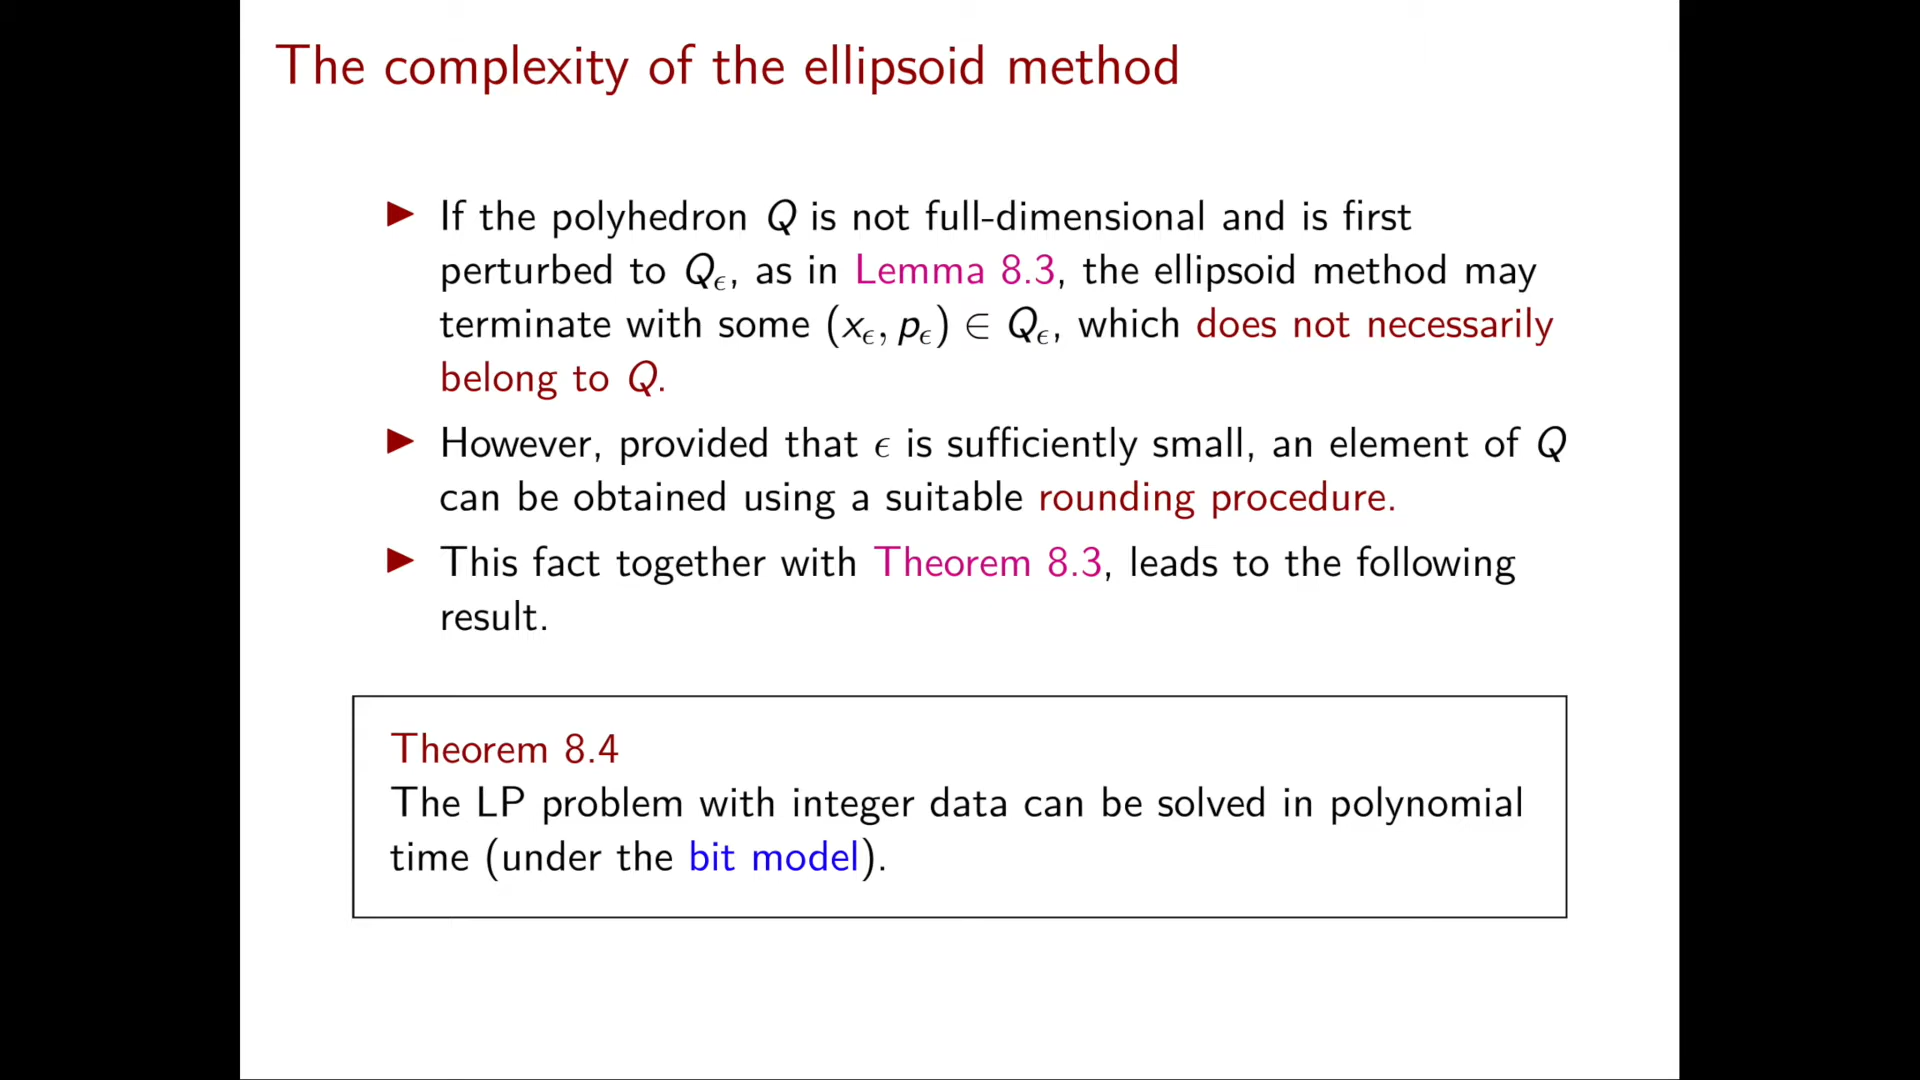 The complexity of the ellipsoid method
▶ If the polyhedron Q is not full-dimensional and is first
perturbed to Q_ϵ, as in Lemma 8.3, the ellipsoid method may
terminate with some (x_ϵ, p_ϵ) ∈ Q_ϵ, which does not necessarily
belong to Q.
▶ However, provided that ϵ is sufficiently small, an element of Q
can be obtained using a suitable rounding procedure.
▶ This fact together with Theorem 8.3, leads to the following
result.
Theorem 8.4
The LP problem with integer data can be solved in polynomial
time (under the bit model).